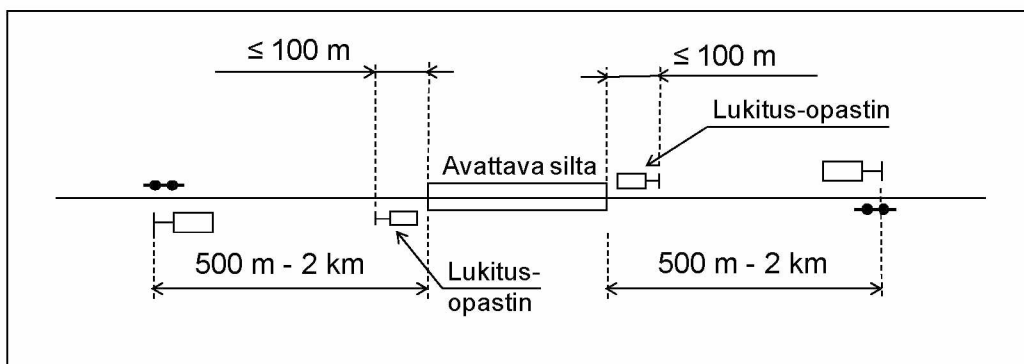 ≤ 100 m
≤ 100 m
Lukitus-opastin
Avattava silta
500 m - 2 km
Lukitus-
opastin
500 m - 2 km